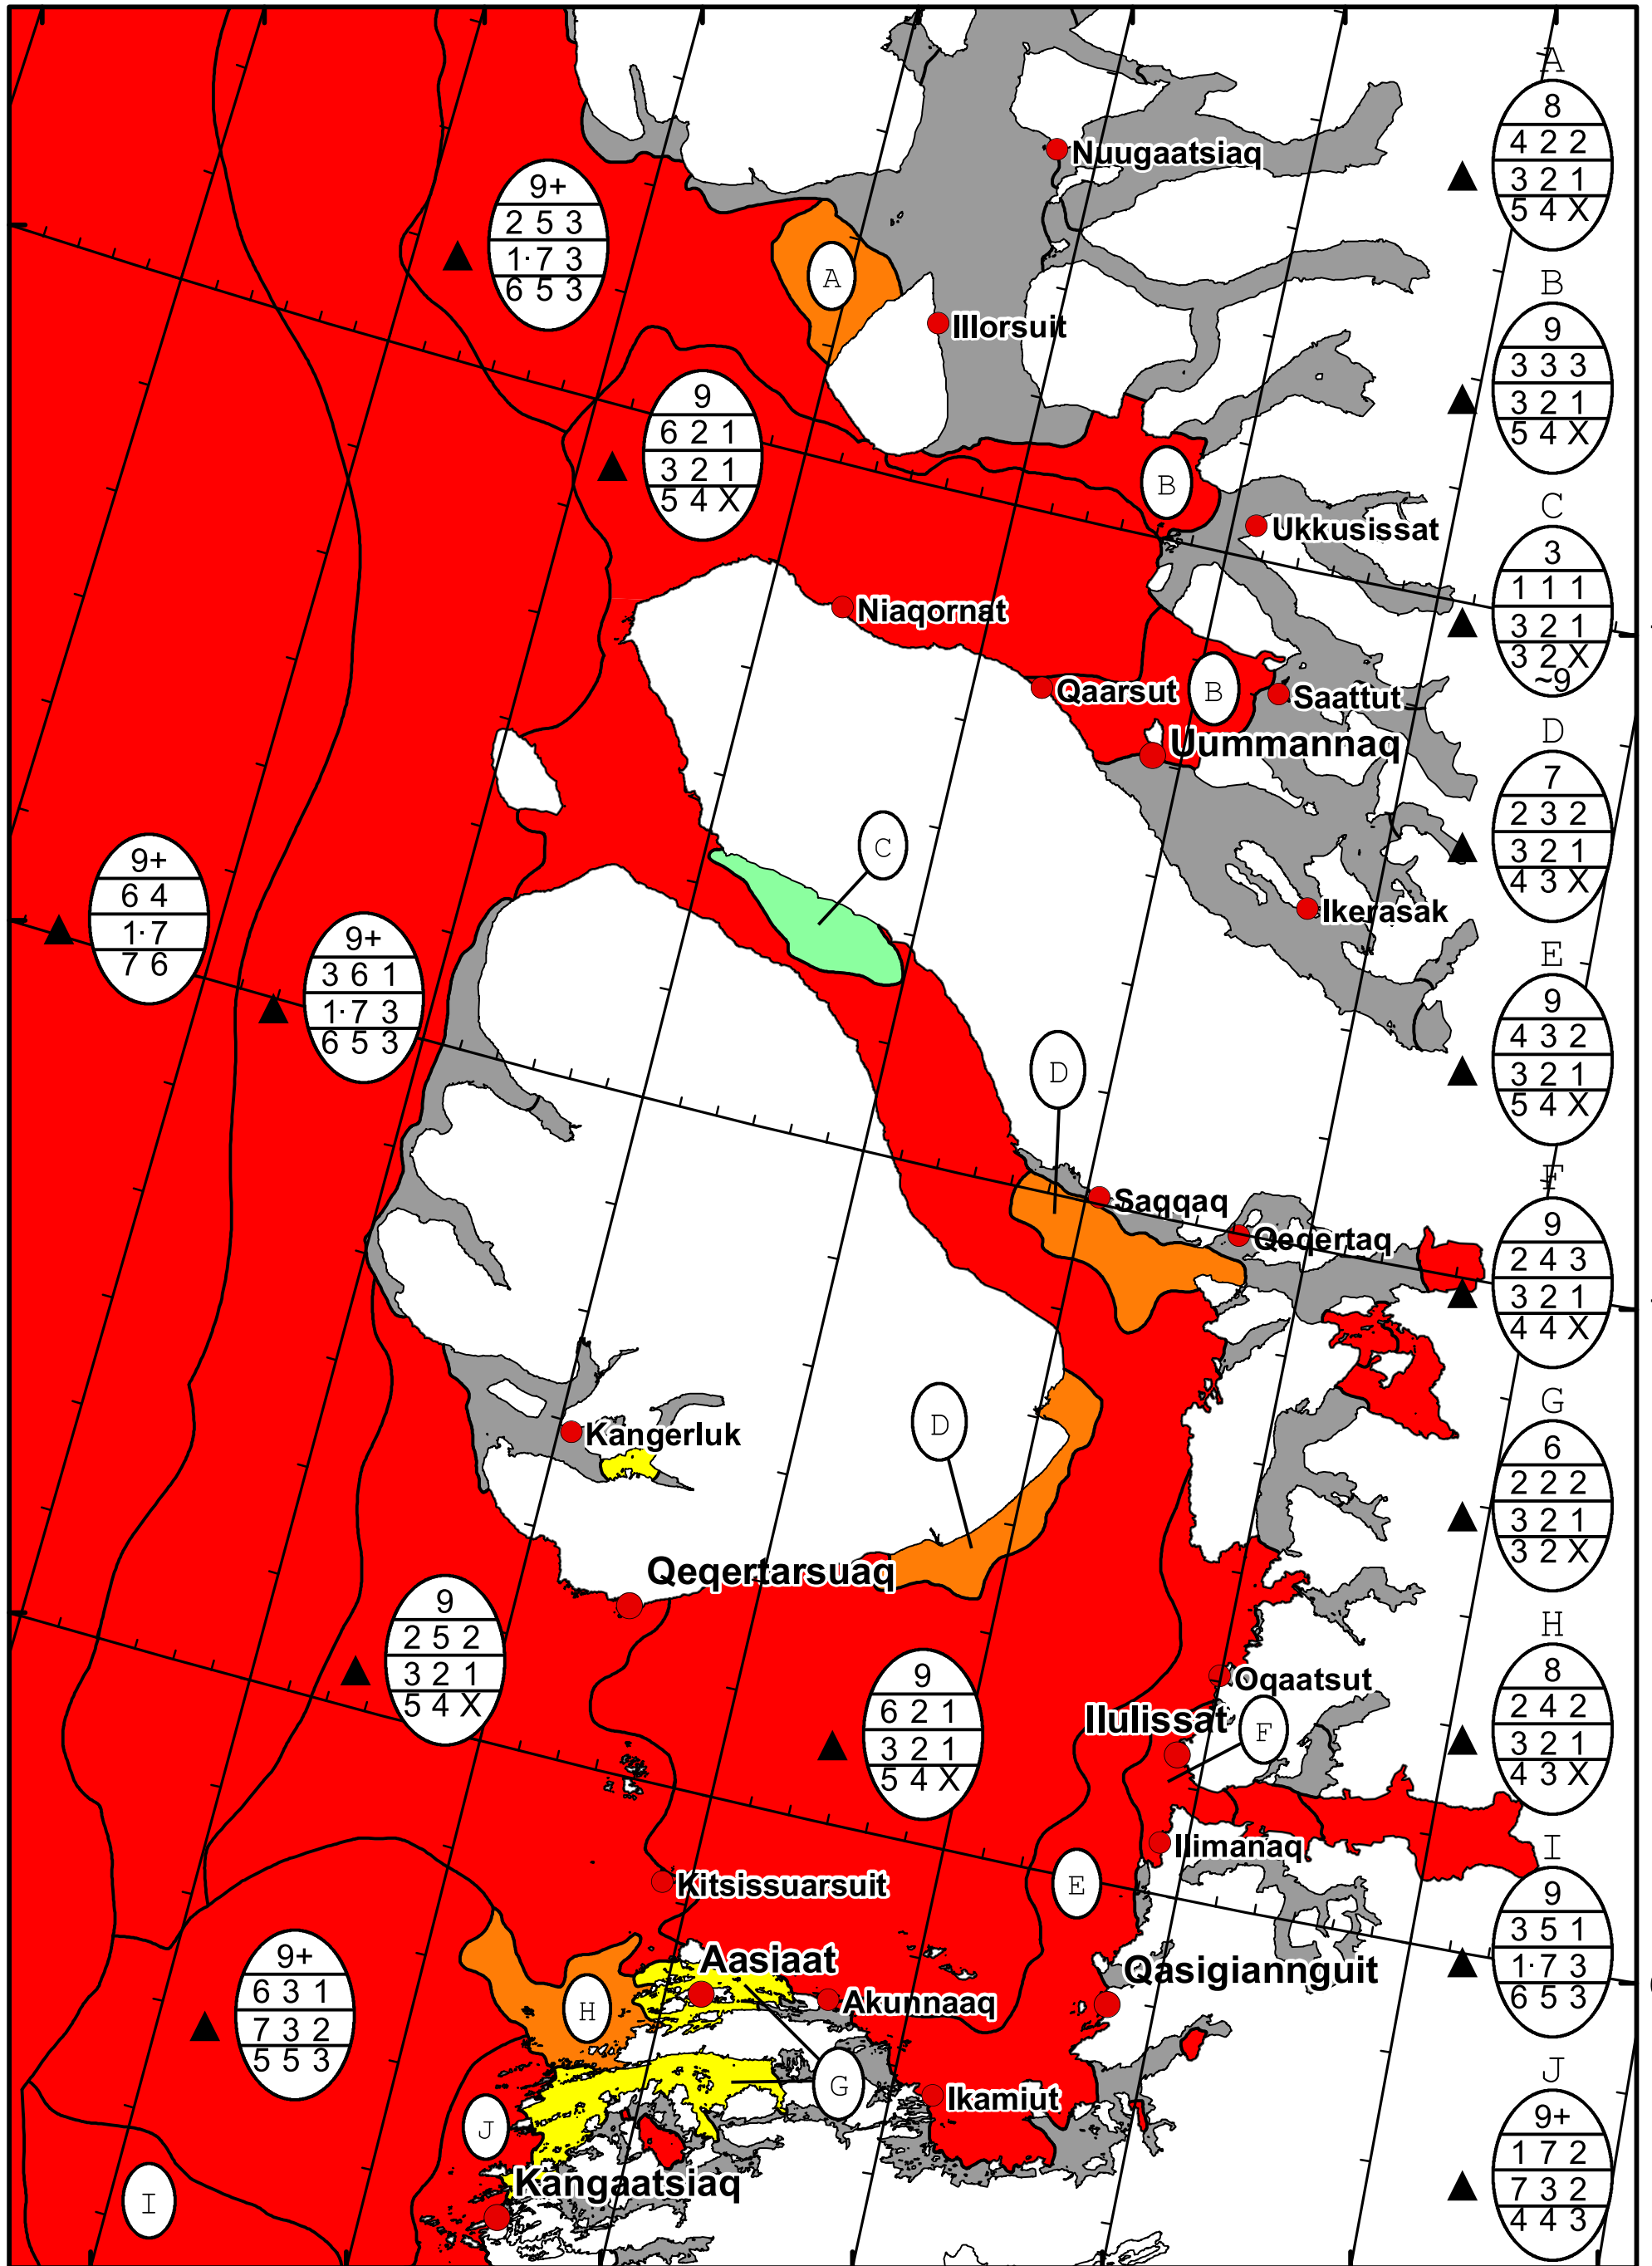 A
8
4 2 2
3 2 1
5 4 X
Nuugaatsiaq
9+
2 5 3
1· 7 3
6 5 3
A
B
9
3 3 3
3 2 1
5 4 X
Illorsuit
9
6 2 1
3 2 1
5 4 X
B
Ukkusissat
C
3
1 1 1
3 2 1
3 2 X
~9
Niaqornat
Qaarsut
B
Saattut
Uummannaq
D
7
2 3 2
3 2 1
4 3 X
C
9+
6 4
1· 7
7 6
Ikerasak
9+
3 6 1
1· 7 3
6 5 3
E
9
4 3 2
3 2 1
5 4 X
D
Saqqaq
Qeqertaq
F
9
2 4 3
3 2 1
4 4 X
D
Kangerluk
G
6
2 2 2
3 2 1
3 2 X
Qeqertarsuaq
9
2 5 2
3 2 1
5 4 X
9
6 2 1
3 2 1
5 4 X
Oqaatsut
Ilulissat
F
H
8
2 4 2
3 2 1
4 3 X
Ilimanaq
Kitsissuarsuit
E
I
9
3 5 1
1· 7 3
6 5 3
9+
6 3 1
7 3 2
5 5 3
Aasiaat
Qasigiannguit
Akunnaaq
H
G
Ikamiut
J
J
9+
1 7 2
7 3 2
4 4 3
Kangaatsiaq
I